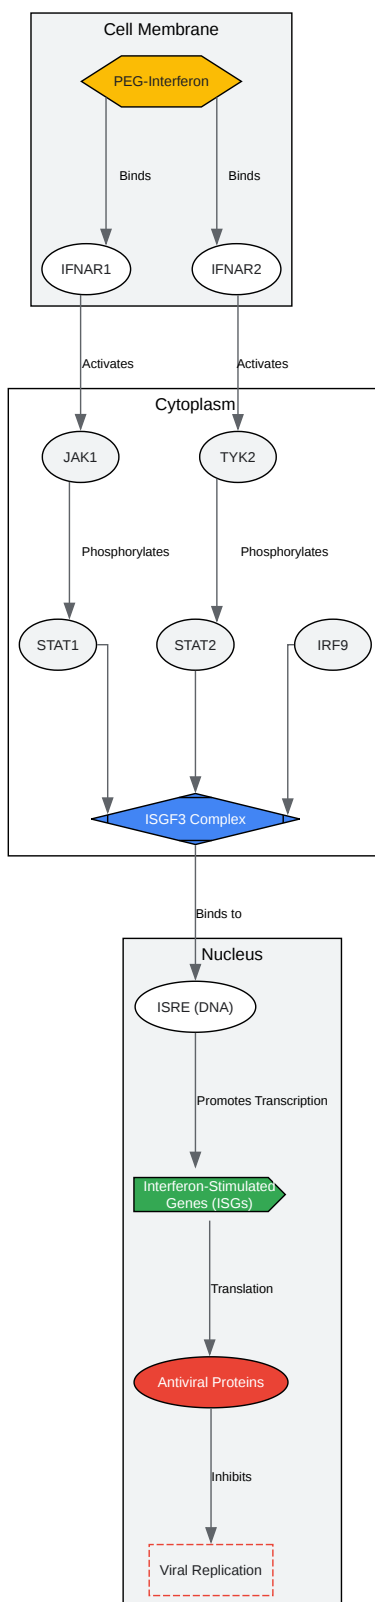 Cell Membrane
PEG-Interferon
Binds
Binds
IFNAR1
IFNAR2
Activates
Activates
Cytoplasm
JAK1
TYK2
Phosphorylates
Phosphorylates
STAT1
STAT2
IRF9
ISGF3 Complex
Binds to
Nucleus
ISRE (DNA)
Promotes Transcription
Interferon-Stimulated
Genes (ISGs)
Translation
Antiviral Proteins
Inhibits
Viral Replication